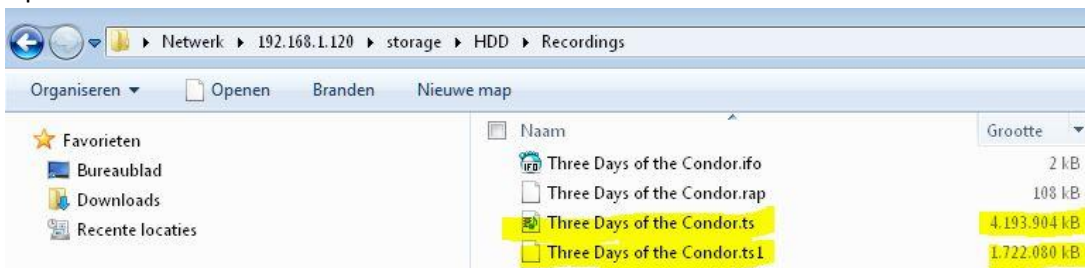 Netwerk ▸ 192.168.1.120 ▸ storage ▸ HDD ▸ Recordings
Organiseren Openen Branden Nieuwe map
Favorieten
Bureaublad
Downloads
Recente locaties
Naam Grootte
Three Days of the Condor.ifo 2 kB
Three Days of the Condor.rap 108 kB
Three Days of the Condor.ts 4.193.904 kB
Three Days of the Condor.ts1 1.722.080 kB